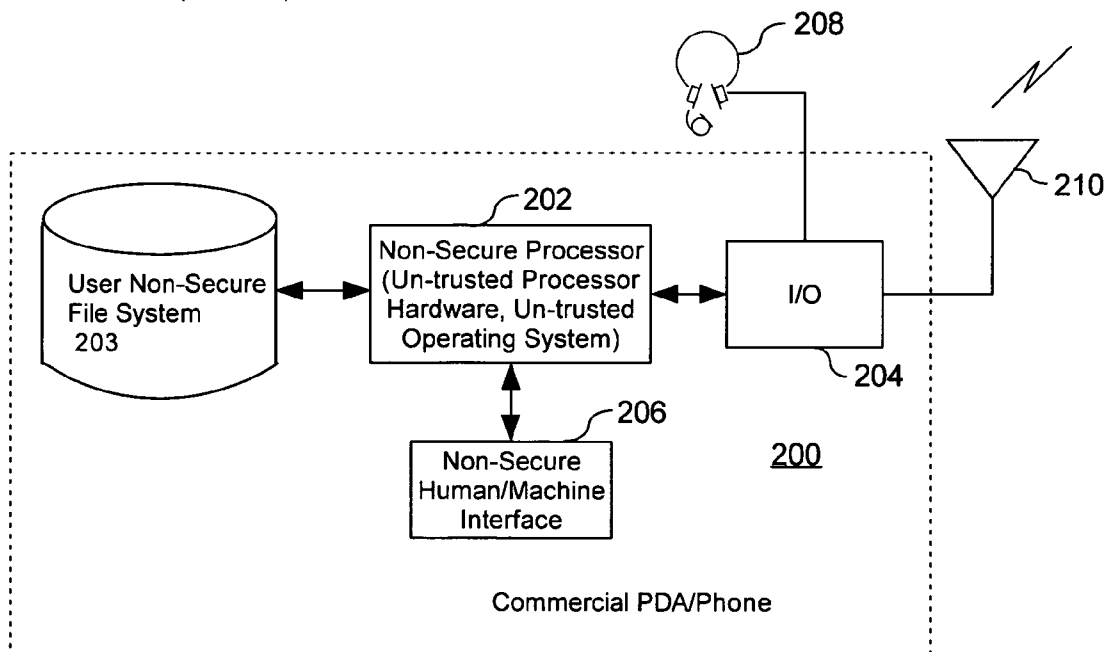 208
210
202
User Non-Secure
File System
203
Non-Secure Processor
(Un-trusted Processor
Hardware, Un-trusted
Operating System)
I/O
204
206
Non-Secure
Human/Machine
Interface
200
Commercial PDA/Phone